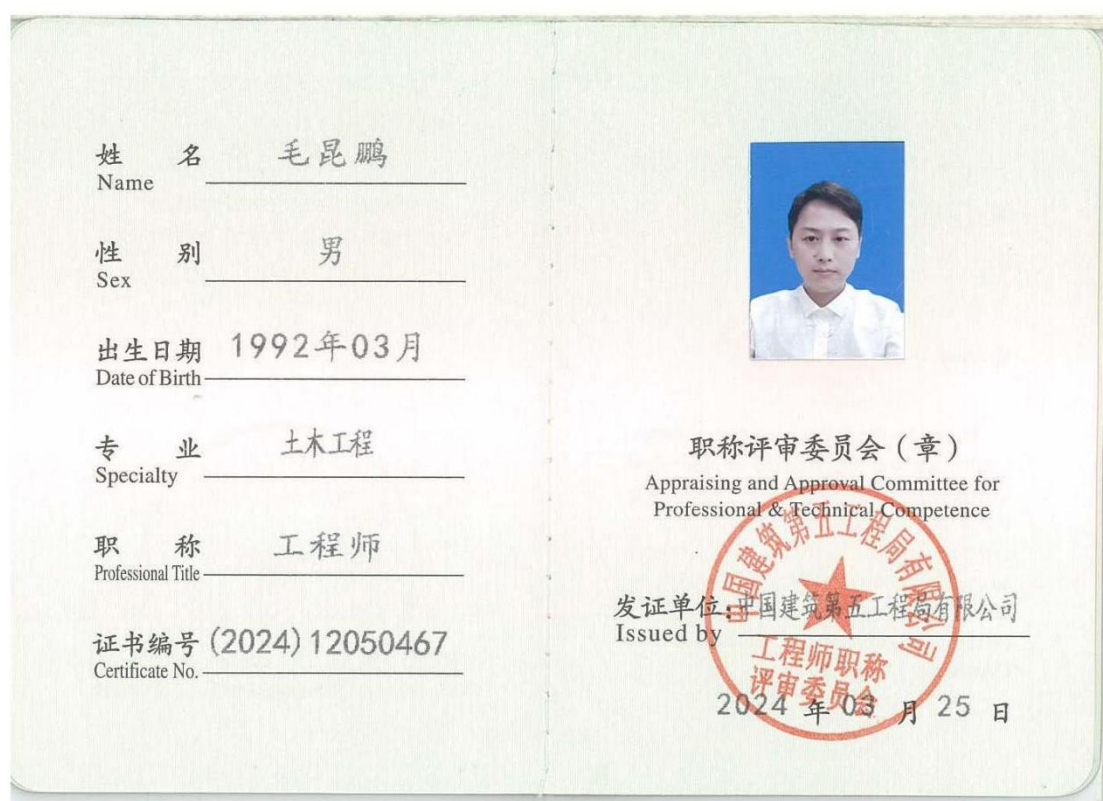 姓 名 毛昆鹏
Name
性 别 男
Sex
出生日期 1992年03月
Date of Birth
专 业 土木工程
Specialty
职 称 工程师
Professional Title
证书编号 (2024)12050467
Certificate No.
职称评审委员会（章）
Appraising and Approval Committee for
Professional & Technical Competence
中国建筑第五工程局有限公司
工程师职称
评审委员会
发证单位:中国建筑第五工程局有限公司
Issued by
2024 年 03 月 25 日